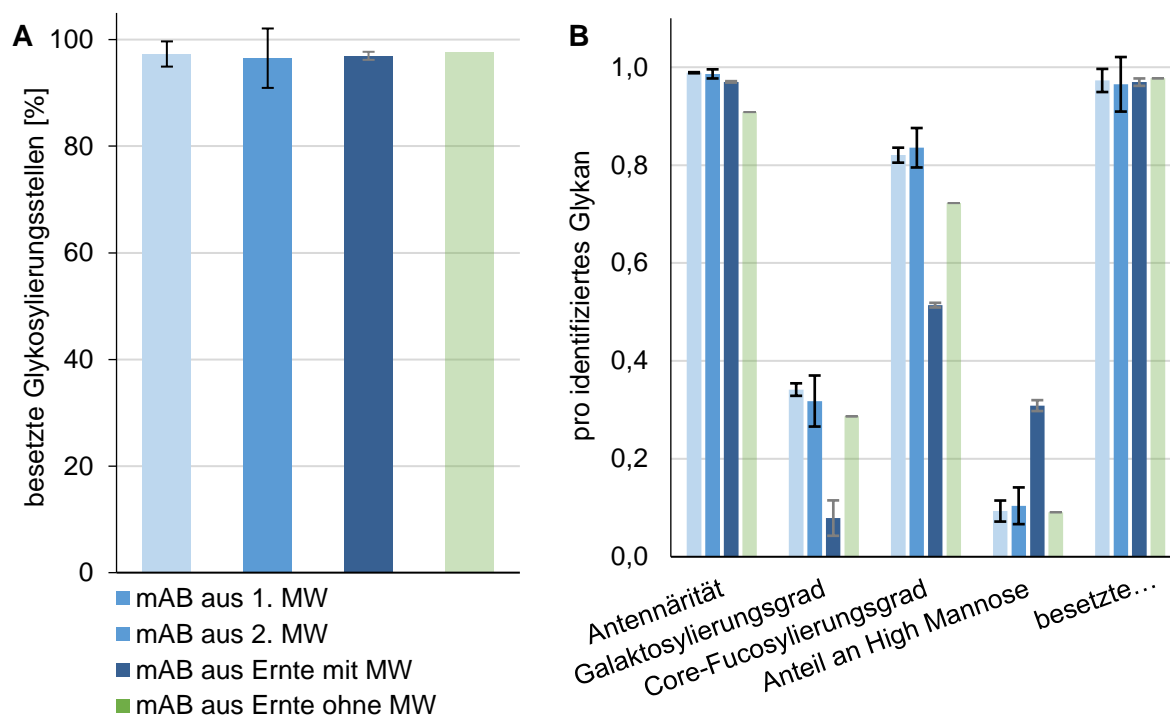 A
besetzte Glykosylierungsstellen [%]
100
80
60
40
20
0
mAB aus 1. MW
mAB aus 2. MW
mAB aus Ernte mit MW
mAB aus Ernte ohne MW
B
pro identifiziertes Glykan
1,0
0,8
0,6
0,4
0,2
0,0
Antennärität
Galaktosylierungsgrad
Core-Fucosylierungsgrad
Anteil an High Mannose
besetzte…